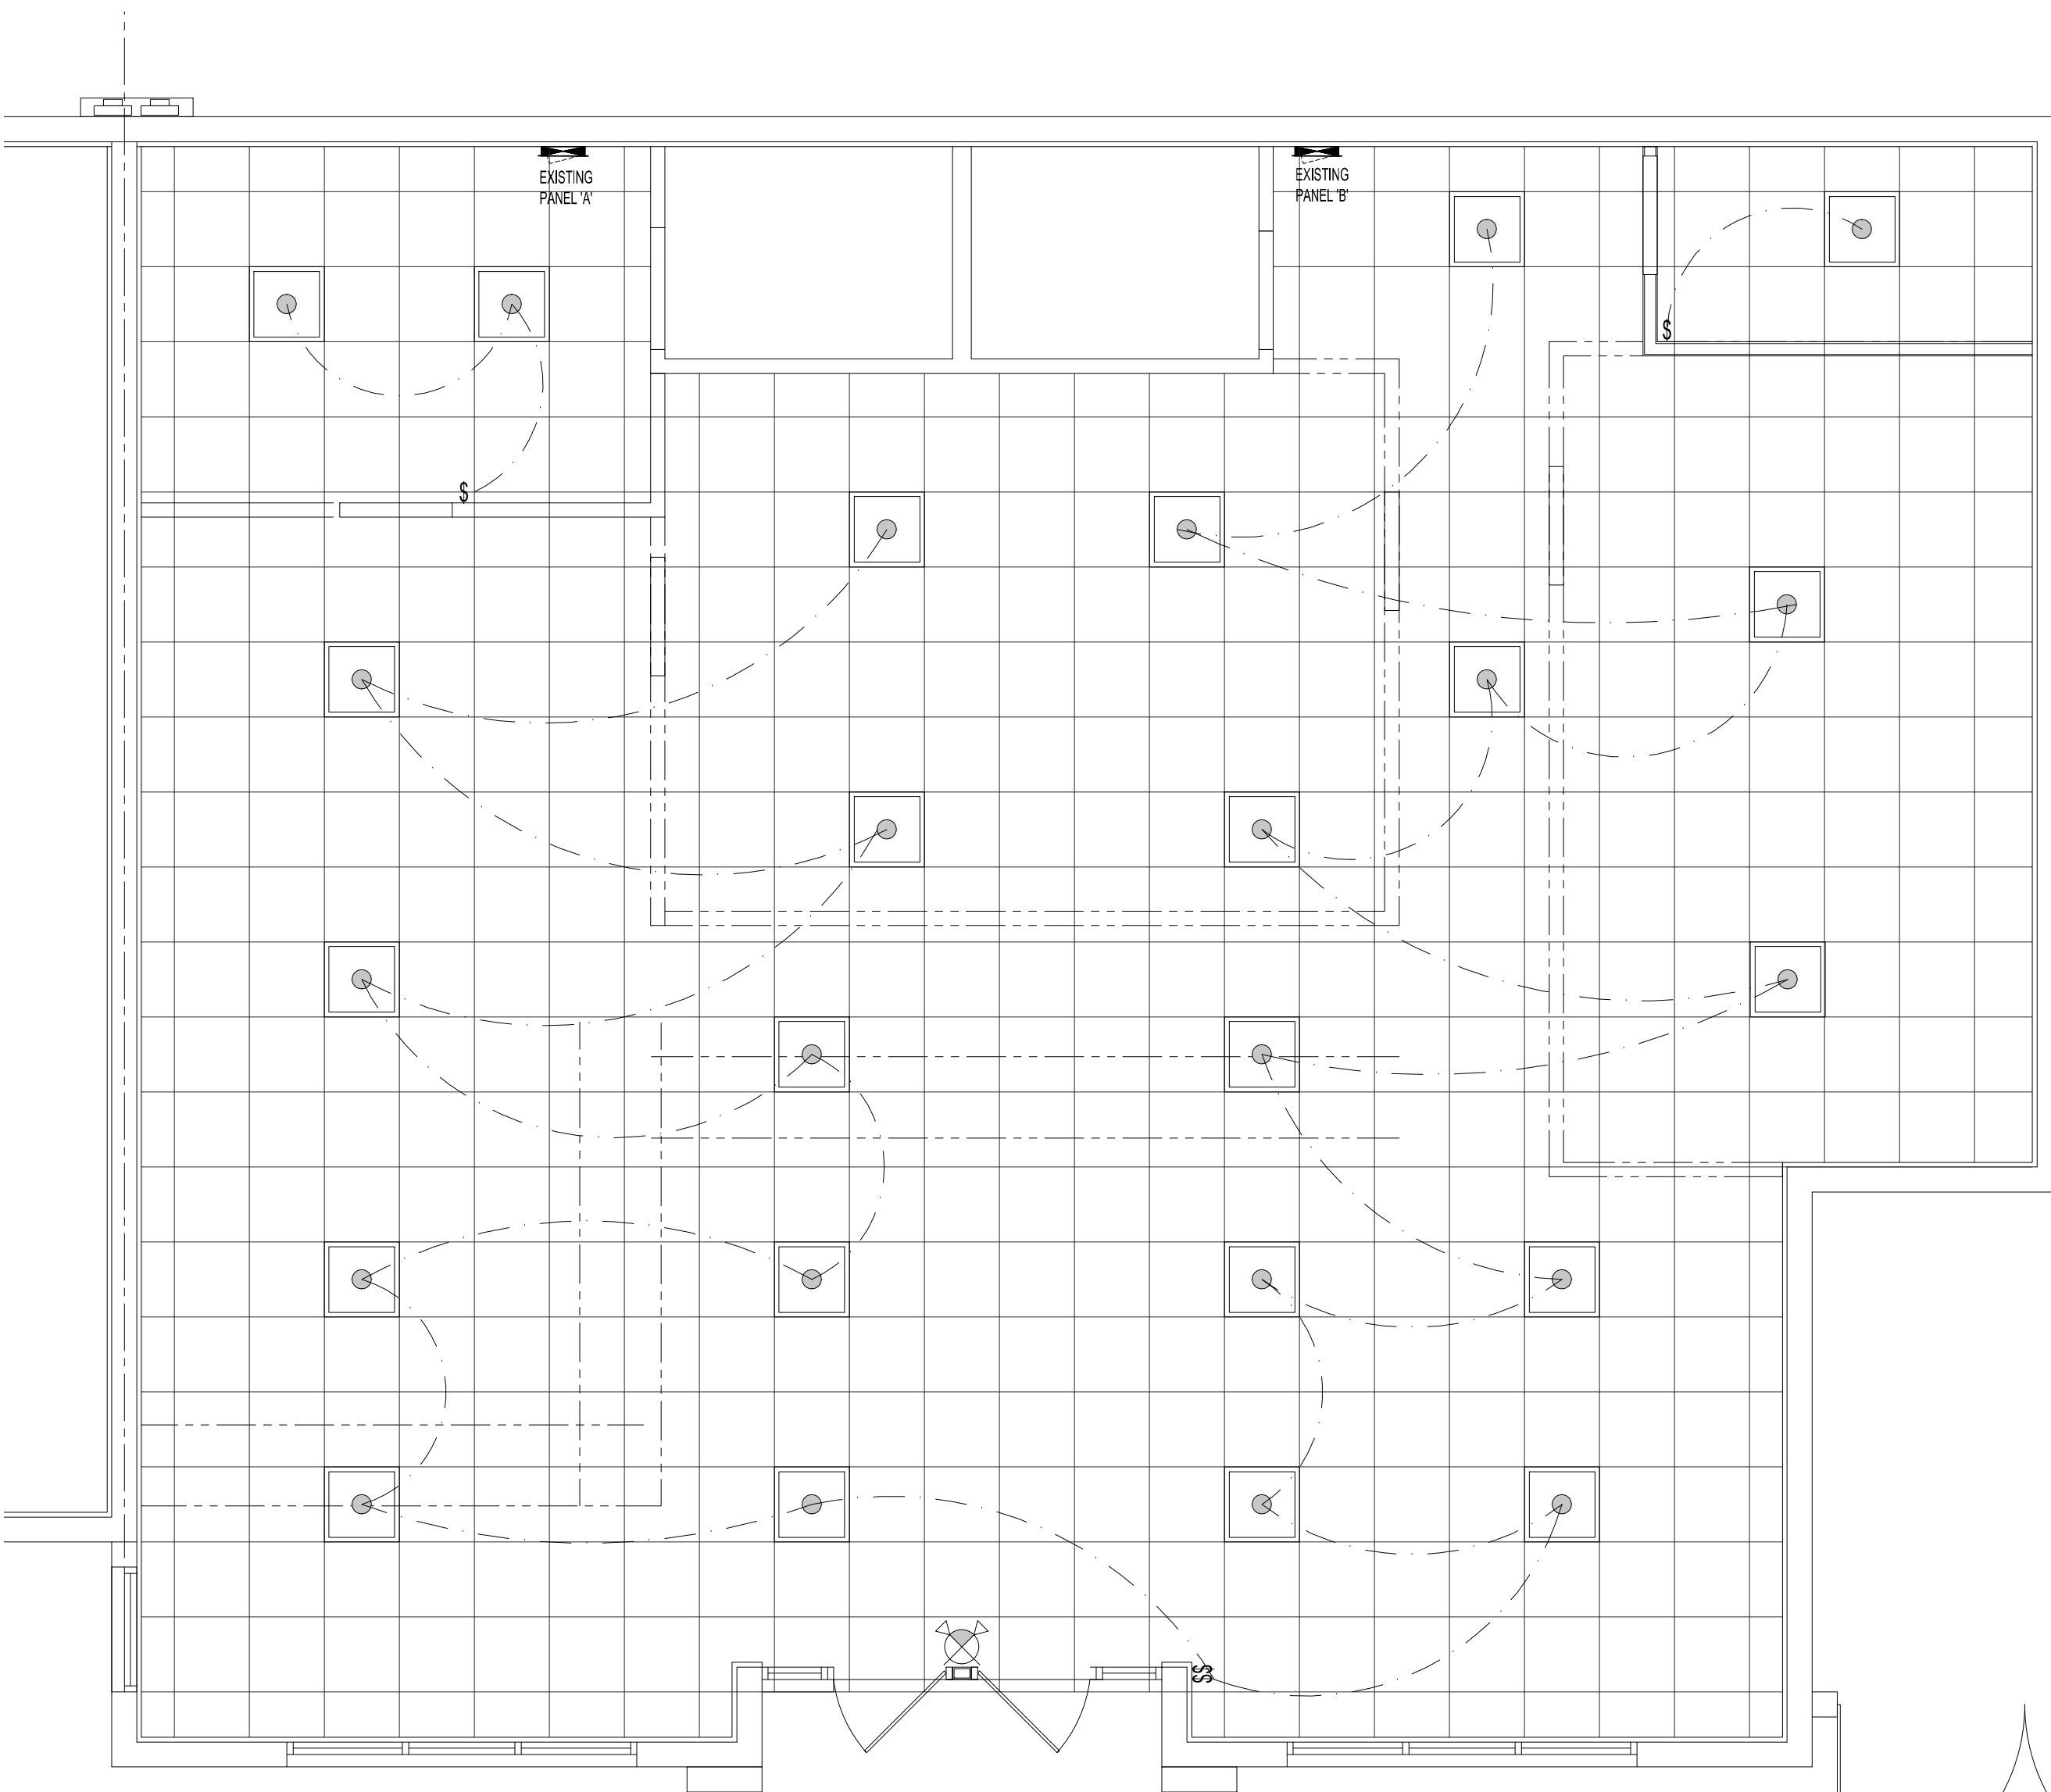 EXISTING
PANEL 'A'
EXISTING
PANEL 'B'
$
$
$$